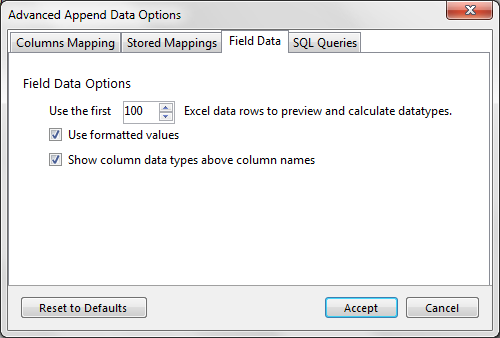 Advanced Append Data Options
Columns Mapping Stored Mappings Field Data SQL Queries
Field Data Options
Use the first 100 Excel data rows to preview and calculate datatypes.
Use formatted values
Show column data types above column names
Reset to Defaults Accept Cancel